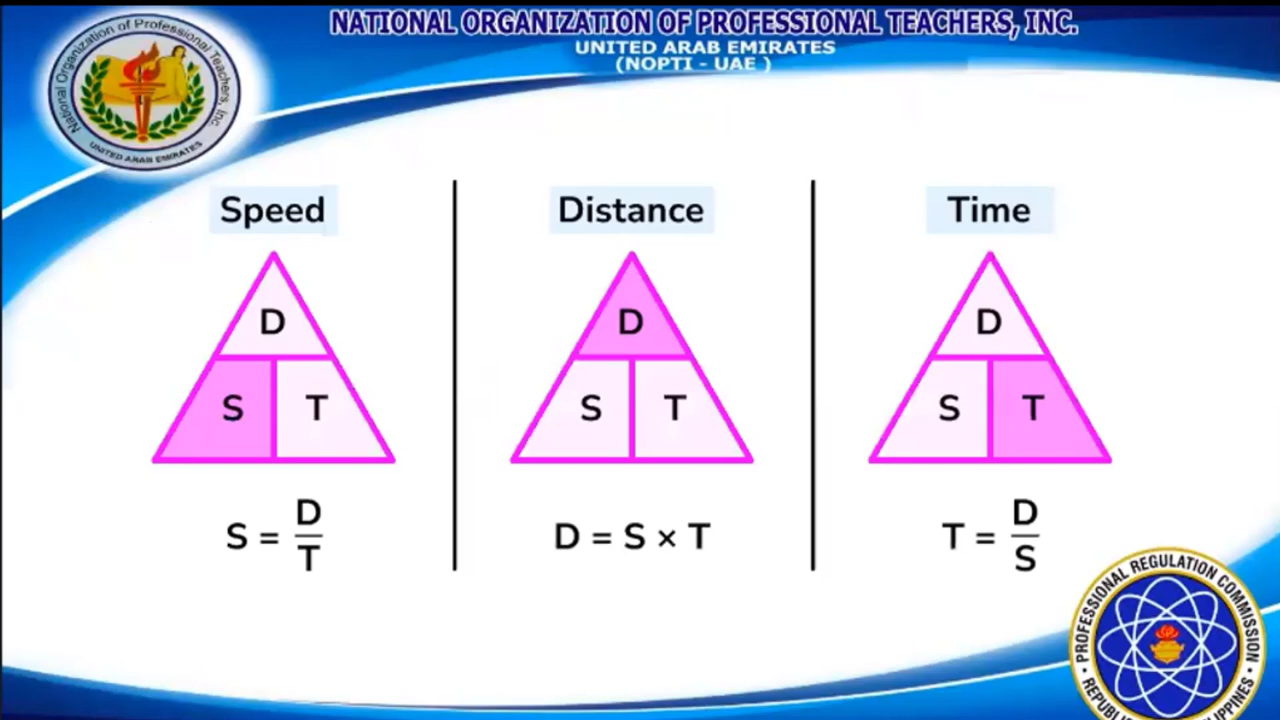 NATIONAL ORGANIZATION OF PROFESSIONAL TEACHERS, INC.
UNITED ARAB EMIRATES
(NOPTI - UAE )
National Organization of Professional Teachers, Inc
UNITED ARAB EMIRATES
Speed
D
S T
S = D/T
Distance
D
S T
D = S × T
Time
D
S T
T = D/S
PROFESSIONAL REGULATION COMMISSION